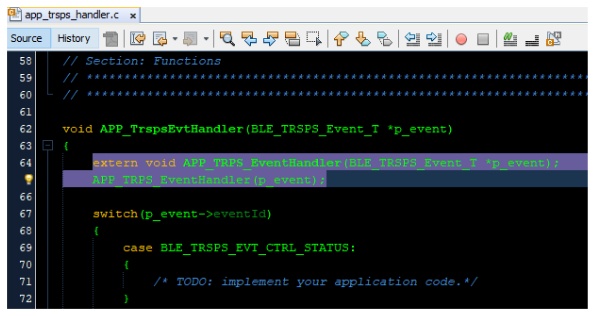 app_trsps_handler.c x
Source History
58 // Section: Functions
59 // ******************************************************************
60 // ******************************************************************
61
62 void APP_TrspsEvtHandler(BLE_TRSPS_Event_T *p_event)
63 {
64 extern void APP_TRPS_EventHandler(BLE_TRSPS_Event_T *p_event);
APP_TRPS_EventHandler(p_event);
66
67 switch(p_event->eventId)
68 {
69 case BLE_TRSPS_EVT_CTRL_STATUS:
70 {
71 /* TODO: implement your application code.*/
72 }